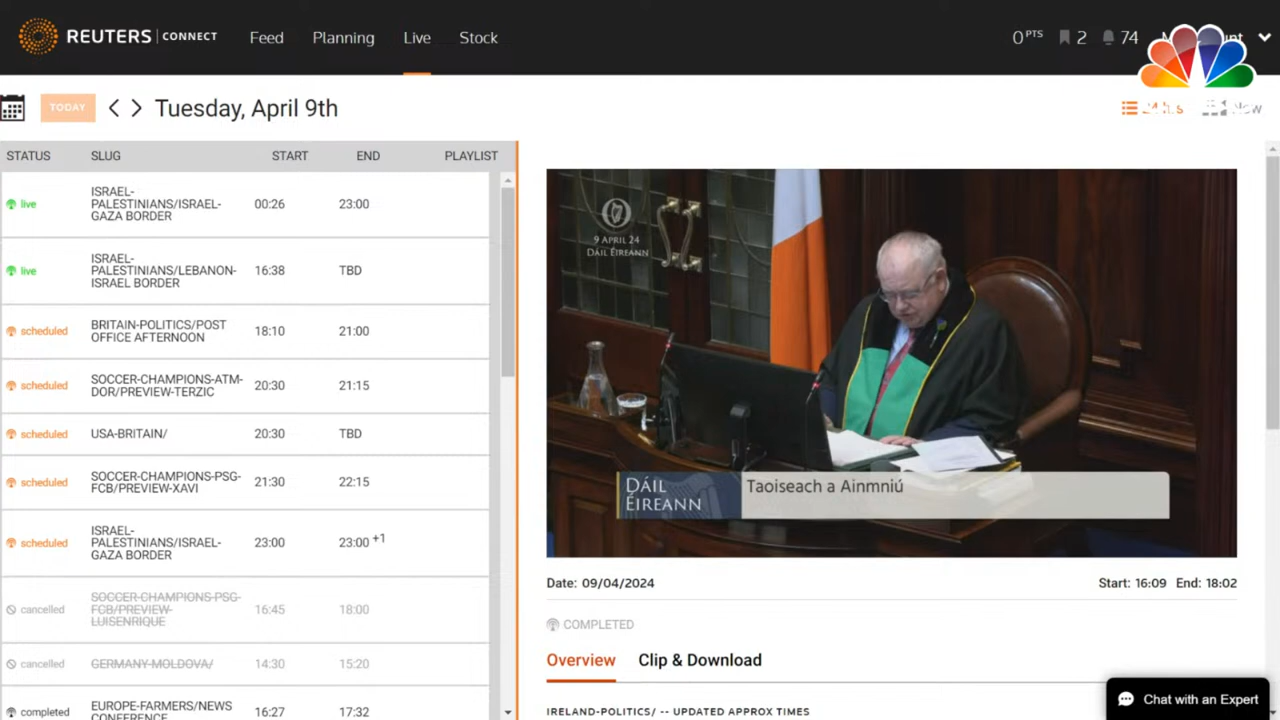 REUTERS CONNECT
Feed
Planning
Live
Stock
0 PTS
2
74
TODAY
Tuesday, April 9th
STATUS SLUG START END PLAYLIST
live
ISRAEL-
PALESTINIANS/ISRAEL-
GAZA BORDER
00:26
23:00
live
ISRAEL-
PALESTINIANS/LEBANON-
ISRAEL BORDER
16:38
TBD
scheduled
BRITAIN-POLITICS/POST
OFFICE AFTERNOON
18:10
21:00
scheduled
SOCCER-CHAMPIONS-ATM-
DOR/PREVIEW-TERZIC
20:30
21:15
scheduled
USA-BRITAIN/
20:30
TBD
scheduled
SOCCER-CHAMPIONS-PSG-
FCB/PREVIEW-XAVI
21:30
22:15
scheduled
ISRAEL-
PALESTINIANS/ISRAEL-
GAZA BORDER
23:00
23:00 +1
cancelled
SOCCER-CHAMPIONS-PSG-
FCB/PREVIEW-
LUISENRIQUE
16:45
18:00
cancelled
GERMANY-MOLDOVA/
14:30
15:20
completed
EUROPE-FARMERS/NEWS
CONFERENCE
16:27
17:32
9 APRIL 24
DÁIL ÉIREANN
DÁIL
ÉIREANN
Taoiseach a Ainmniú
Date: 09/04/2024
Start: 16:09 End: 18:02
COMPLETED
Overview
Clip & Download
IRELAND-POLITICS/ -- UPDATED APPROX TIMES
Chat with an Expert